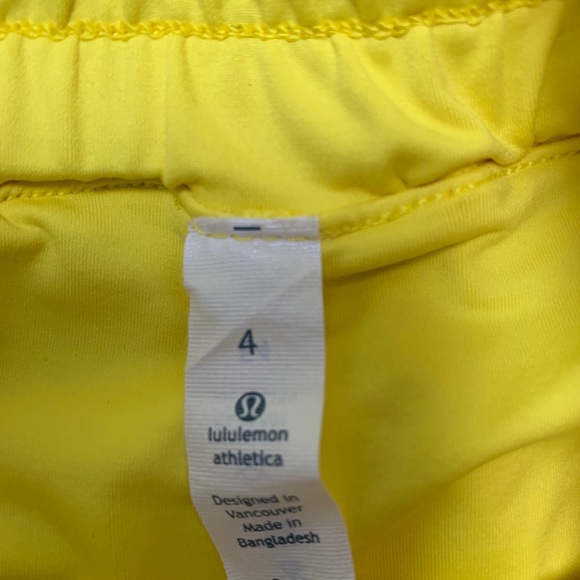 4
lululemon
athletica
Designed in
Vancouver
Made in
Bangladesh